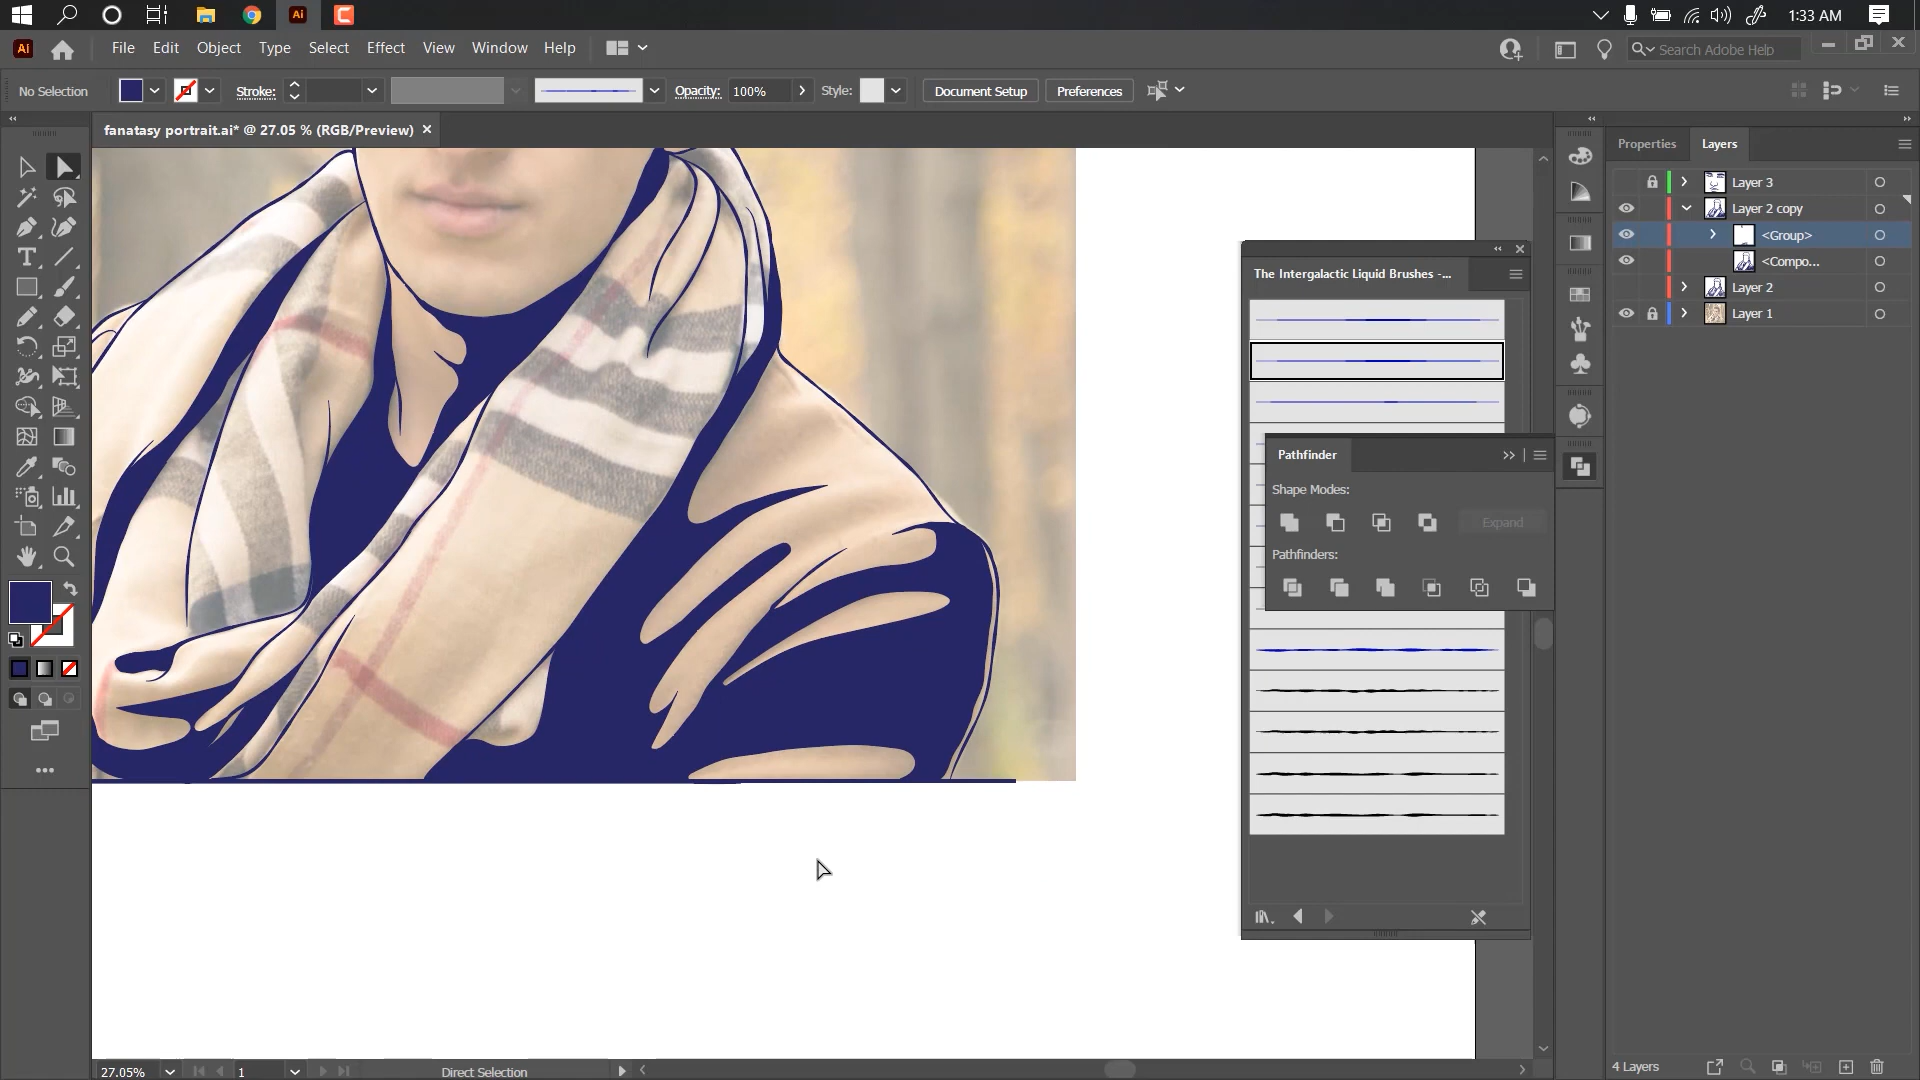 Ai
1:33 AM
Ai
File Edit Object Type Select Effect View Window Help
Search Adobe Help
No Selection
Stroke:
Opacity: 100%
Style:
Document Setup
Preferences
fanatasy portrait.ai* @ 27.05 % (RGB/Preview) ×
Properties
Layers
Layer 3
Layer 2 copy
<Group>
<Compo...
Layer 2
Layer 1
The Intergalactic Liquid Brushes -...
Pathfinder
Shape Modes:
Expand
Pathfinders:
27.05%
1
Direct Selection
4 Layers